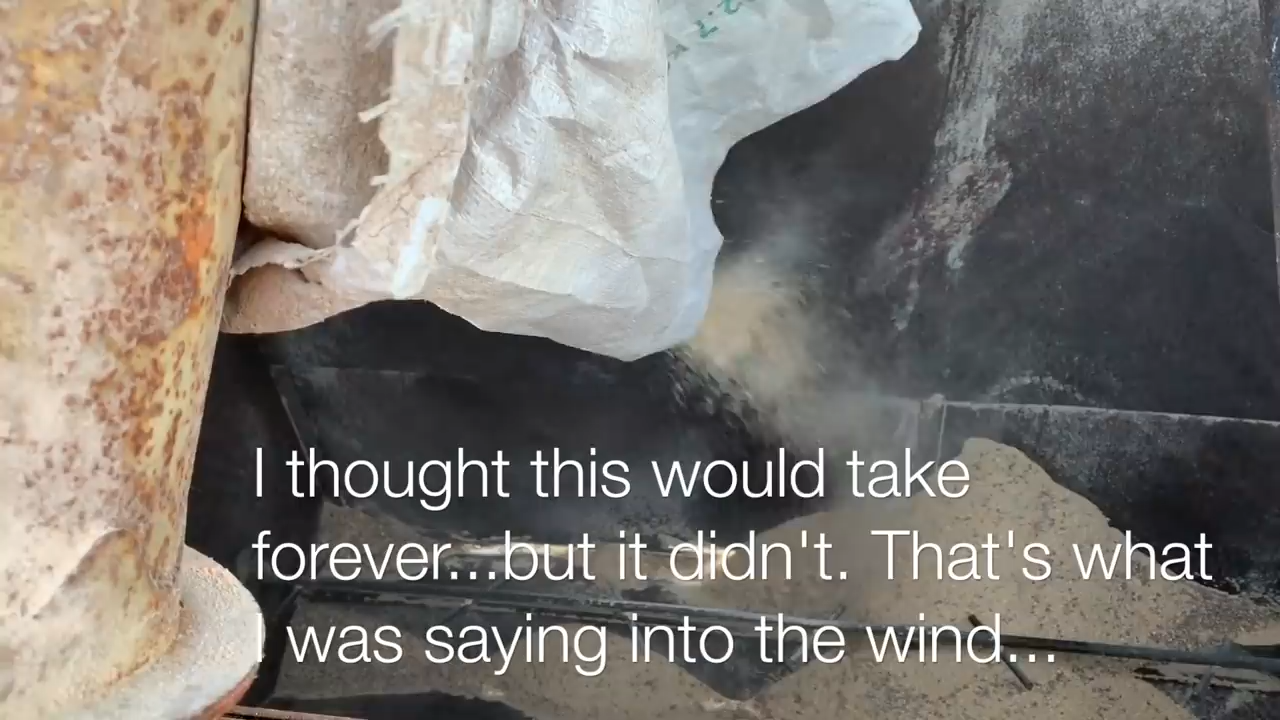 I thought this would take
forever...but it didn't. That's what
I was saying into the wind...